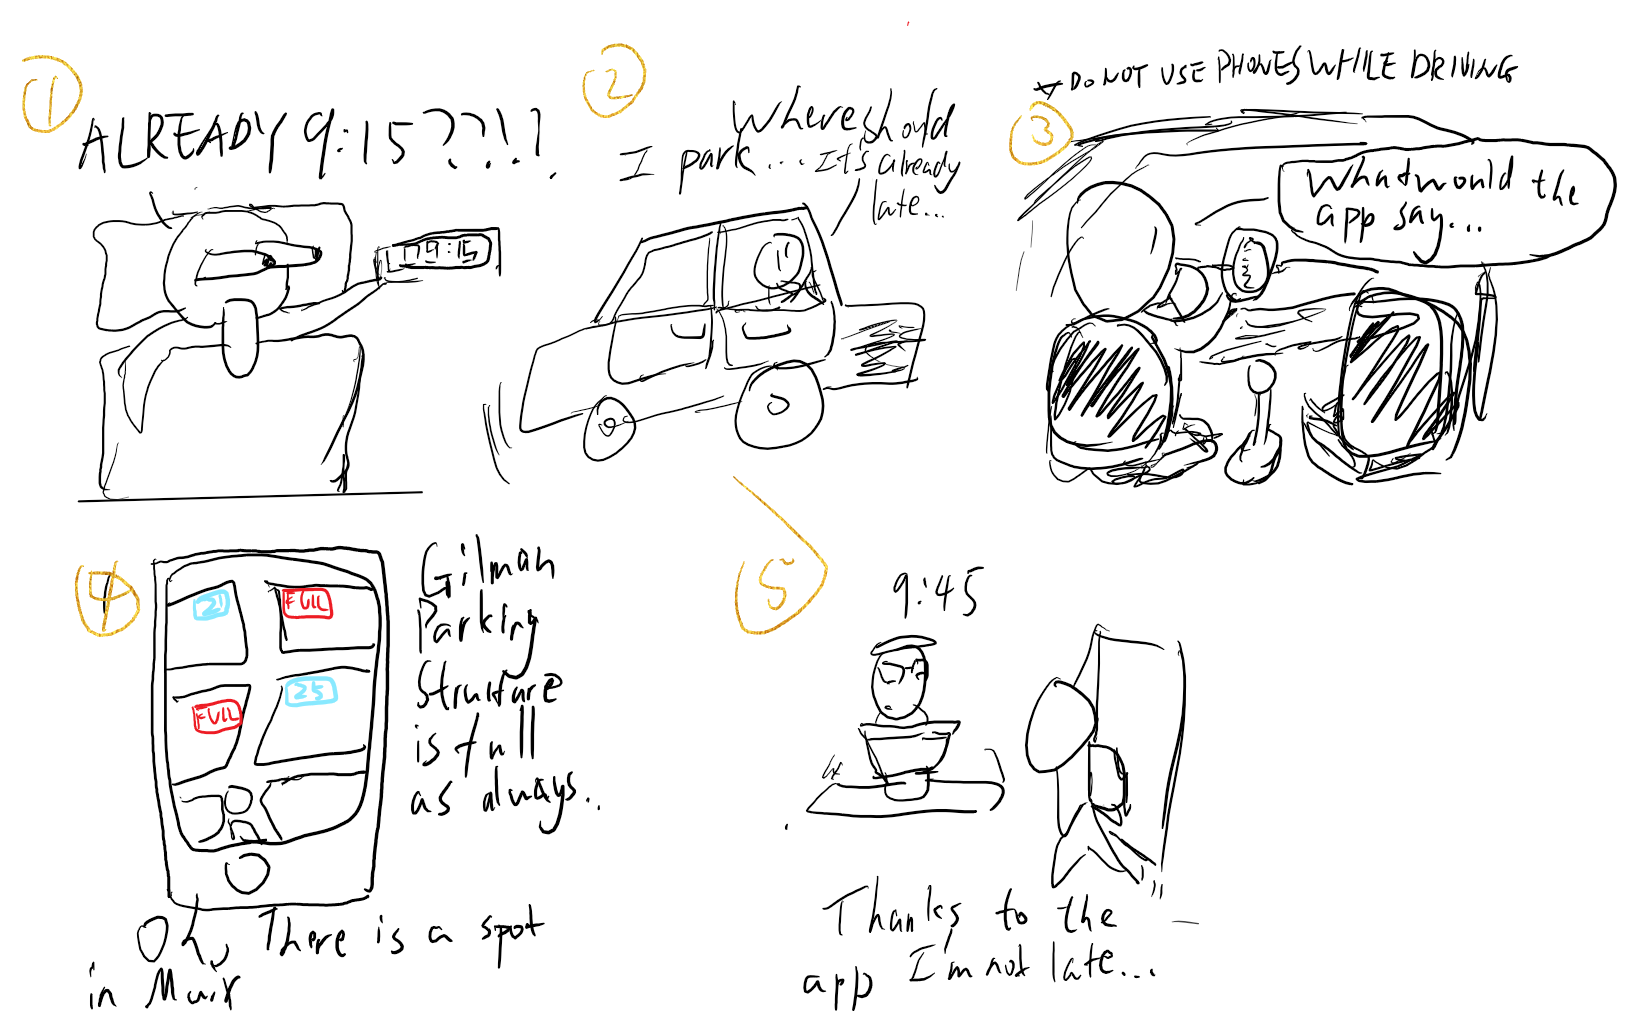 1
ALREADY 9:15??!?
79:15
2
Where should
I park... It's already
late...
* DO NOT USE PHONES WHILE DRIVING
3
What would the
app say...
4
21
FULL
FULL
25
Gilman
Parking
Structure
is full
as always..
Oh, There is a spot
in Muir
5
9:45
Thanks to the
app I'm not late...